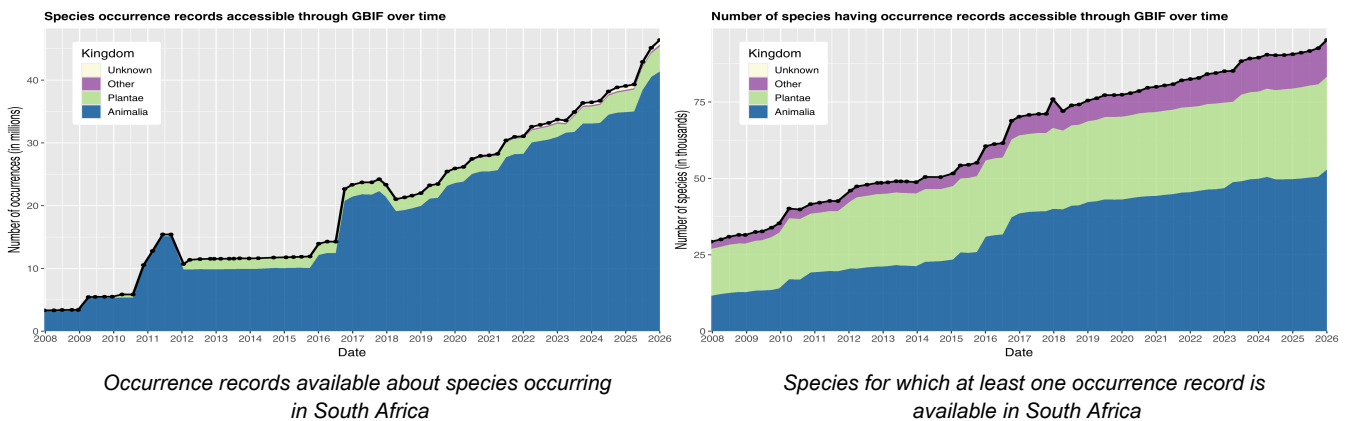 Species occurrence records accessible through GBIF over time
Number of occurrences (in millions)
40
30
20
10
0
Kingdom
Unknown
Other
Plantae
Animalia
2008 2009 2010 2011 2012 2013 2014 2015 2016 2017 2018 2019 2020 2021 2022 2023 2024 2025 2026
Date
Occurrence records available about species occurring
in South Africa
Number of species having occurrence records accessible through GBIF over time
Number of species (in thousands)
75
50
25
0
Kingdom
Unknown
Other
Plantae
Animalia
2008 2009 2010 2011 2012 2013 2014 2015 2016 2017 2018 2019 2020 2021 2022 2023 2024 2025 2026
Date
Species for which at least one occurrence record is
available in South Africa